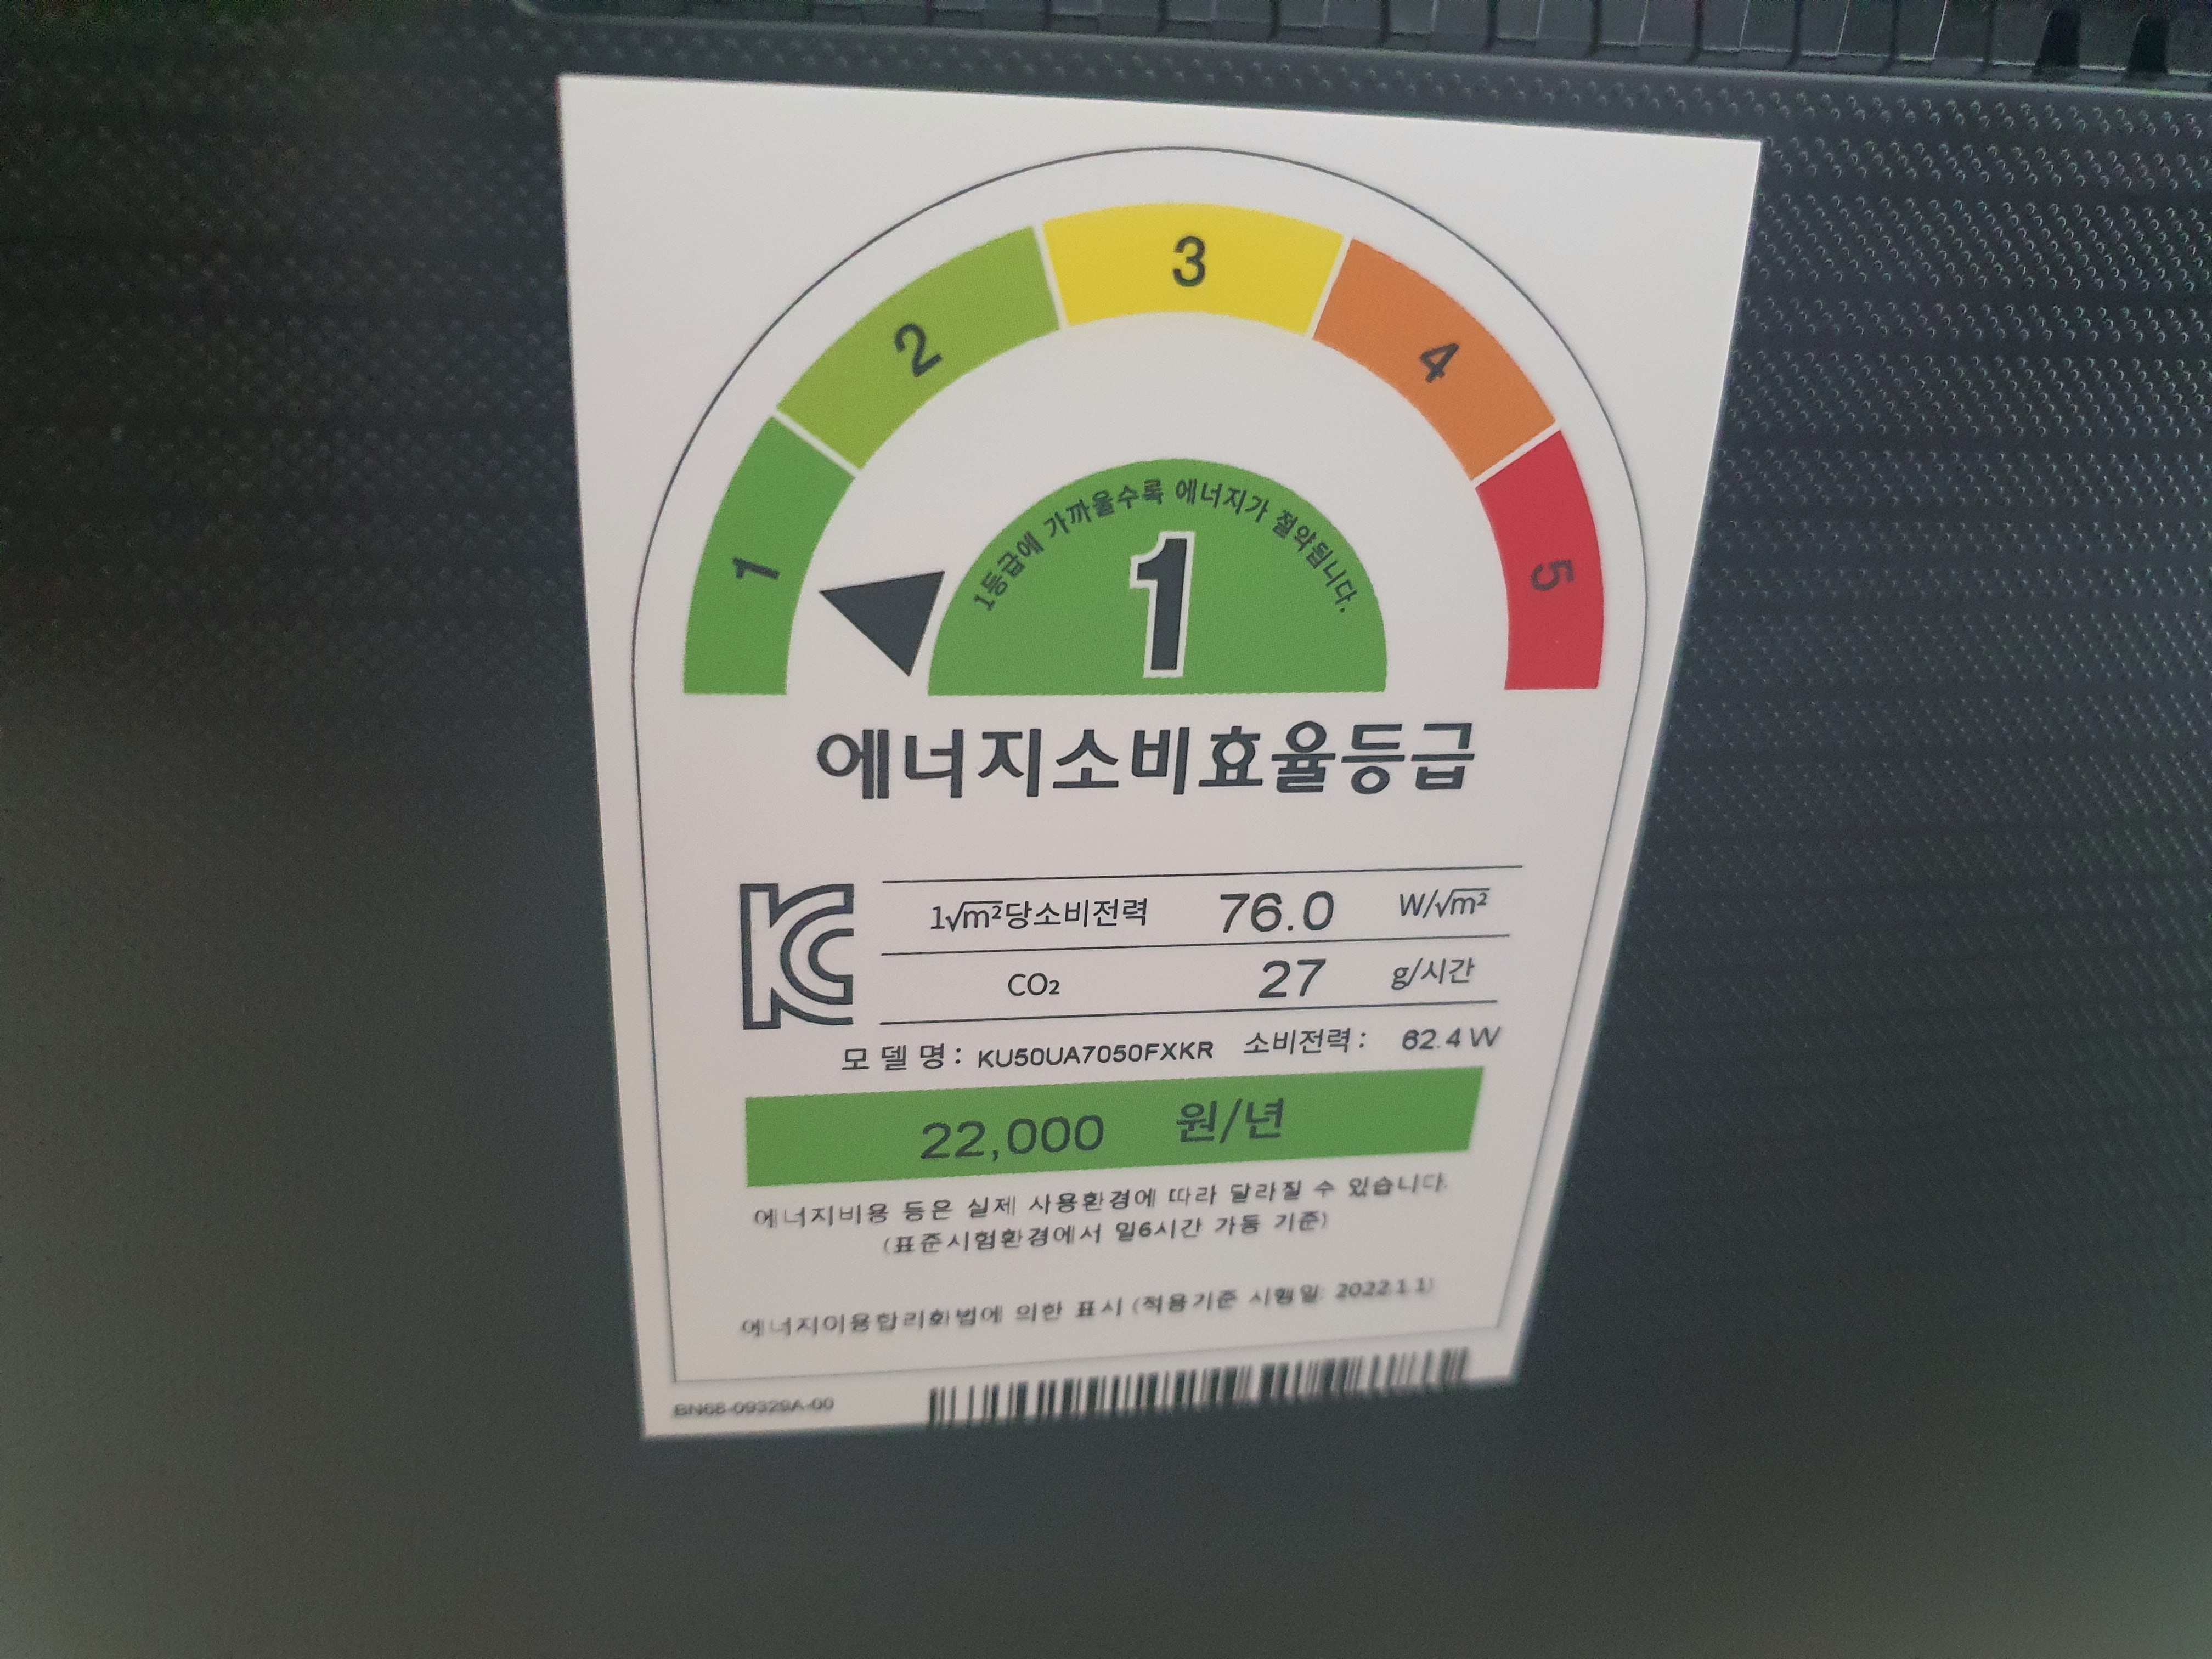 1
2
3
4
5
1등급에 가까울수록 에너지가 절약됩니다.
1
에너지소비효율등급
KC
1√m²당소비전력 76.0 W/√m²
CO₂ 27 g/시간
모 델 명 : KU50UA7050FXKR 소비전력 : 62.4 W
22,000 원/년
에너지비용 등은 실제 사용환경에 따라 달라질 수 있습니다.
(표준시험환경에서 일6시간 가동 기준)
에너지이용합리화법에 의한 표시 (적용기준 시행일: 2022.1.1)
BN68-09329A-00